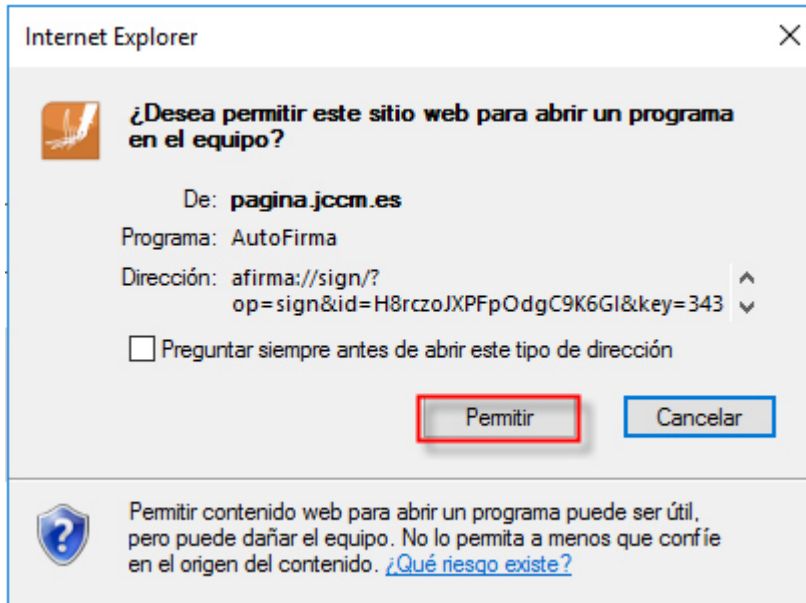 Internet Explorer
¿Desea permitir este sitio web para abrir un programa
en el equipo?
De: pagina.jccm.es
Programa: AutoFirma
Dirección: afirma://sign/?
op=sign&id=H8rczoJXPFpOdgC9K6GI&key=343
Preguntar siempre antes de abrir este tipo de dirección
Permitir Cancelar
Permitir contenido web para abrir un programa puede ser útil,
pero puede dañar el equipo. No lo permita a menos que confíe
en el origen del contenido. ¿Qué riesgo existe?